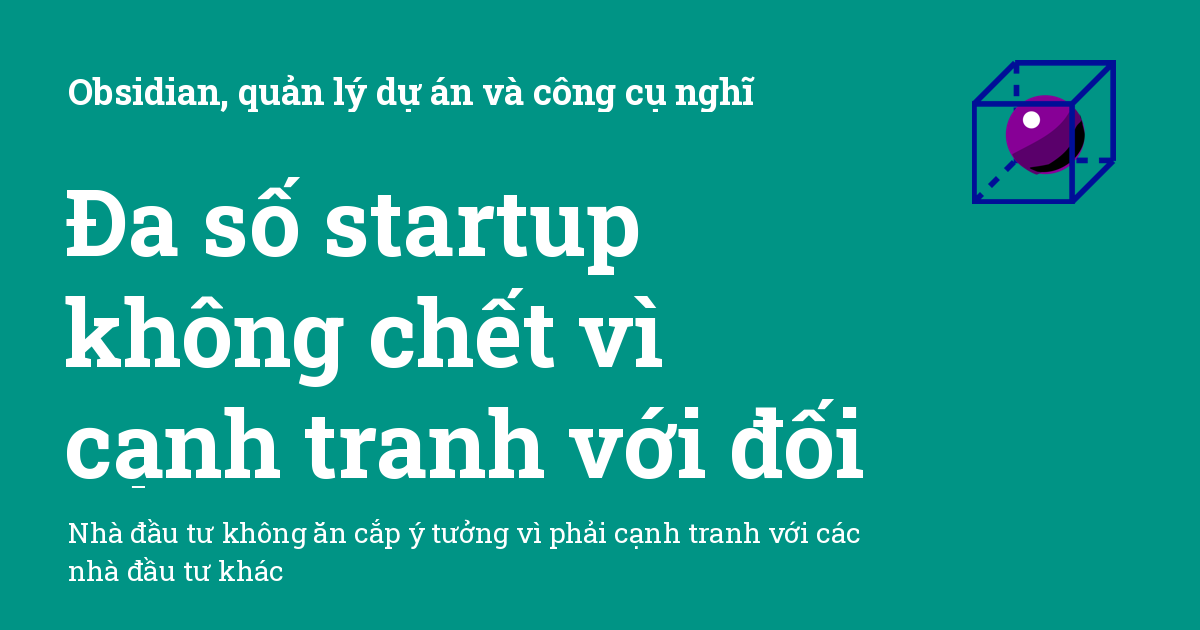 Obsidian, quản lý dự án và công cụ nghĩ
Đa số startup
không chết vì
cạnh tranh với đối
Nhà đầu tư không ăn cắp ý tưởng vì phải cạnh tranh với các
nhà đầu tư khác